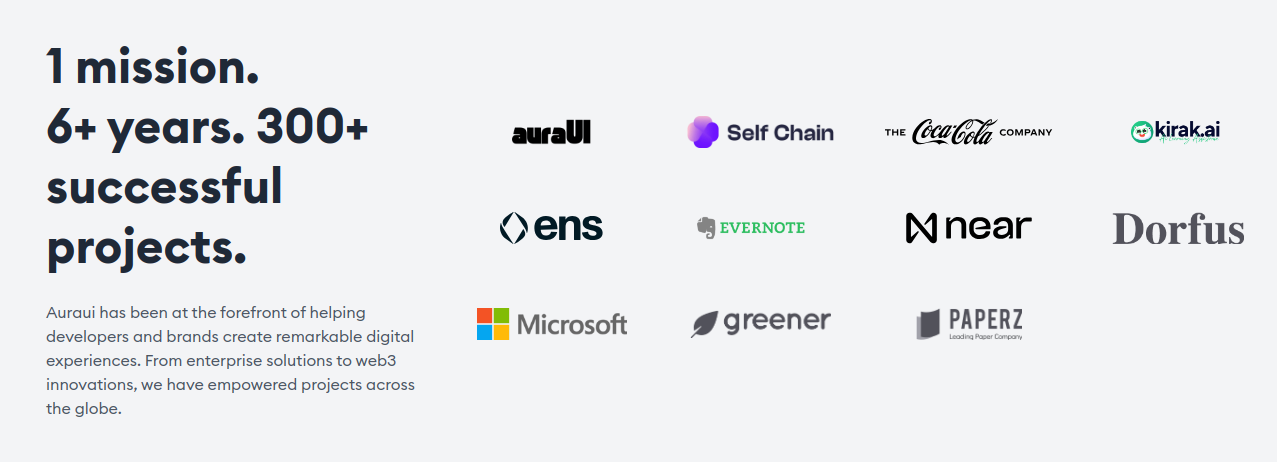 1 mission.
6+ years. 300+
successful
projects.
Auraui has been at the forefront of helping
developers and brands create remarkable digital
experiences. From enterprise solutions to web3
innovations, we have empowered projects across
the globe.
auraUI
Self Chain
THE Coca-Cola COMPANY
kirak.ai
ens
EVERNOTE
near
Dorfus
Microsoft
greener
PAPERZ
Leading Paper Company